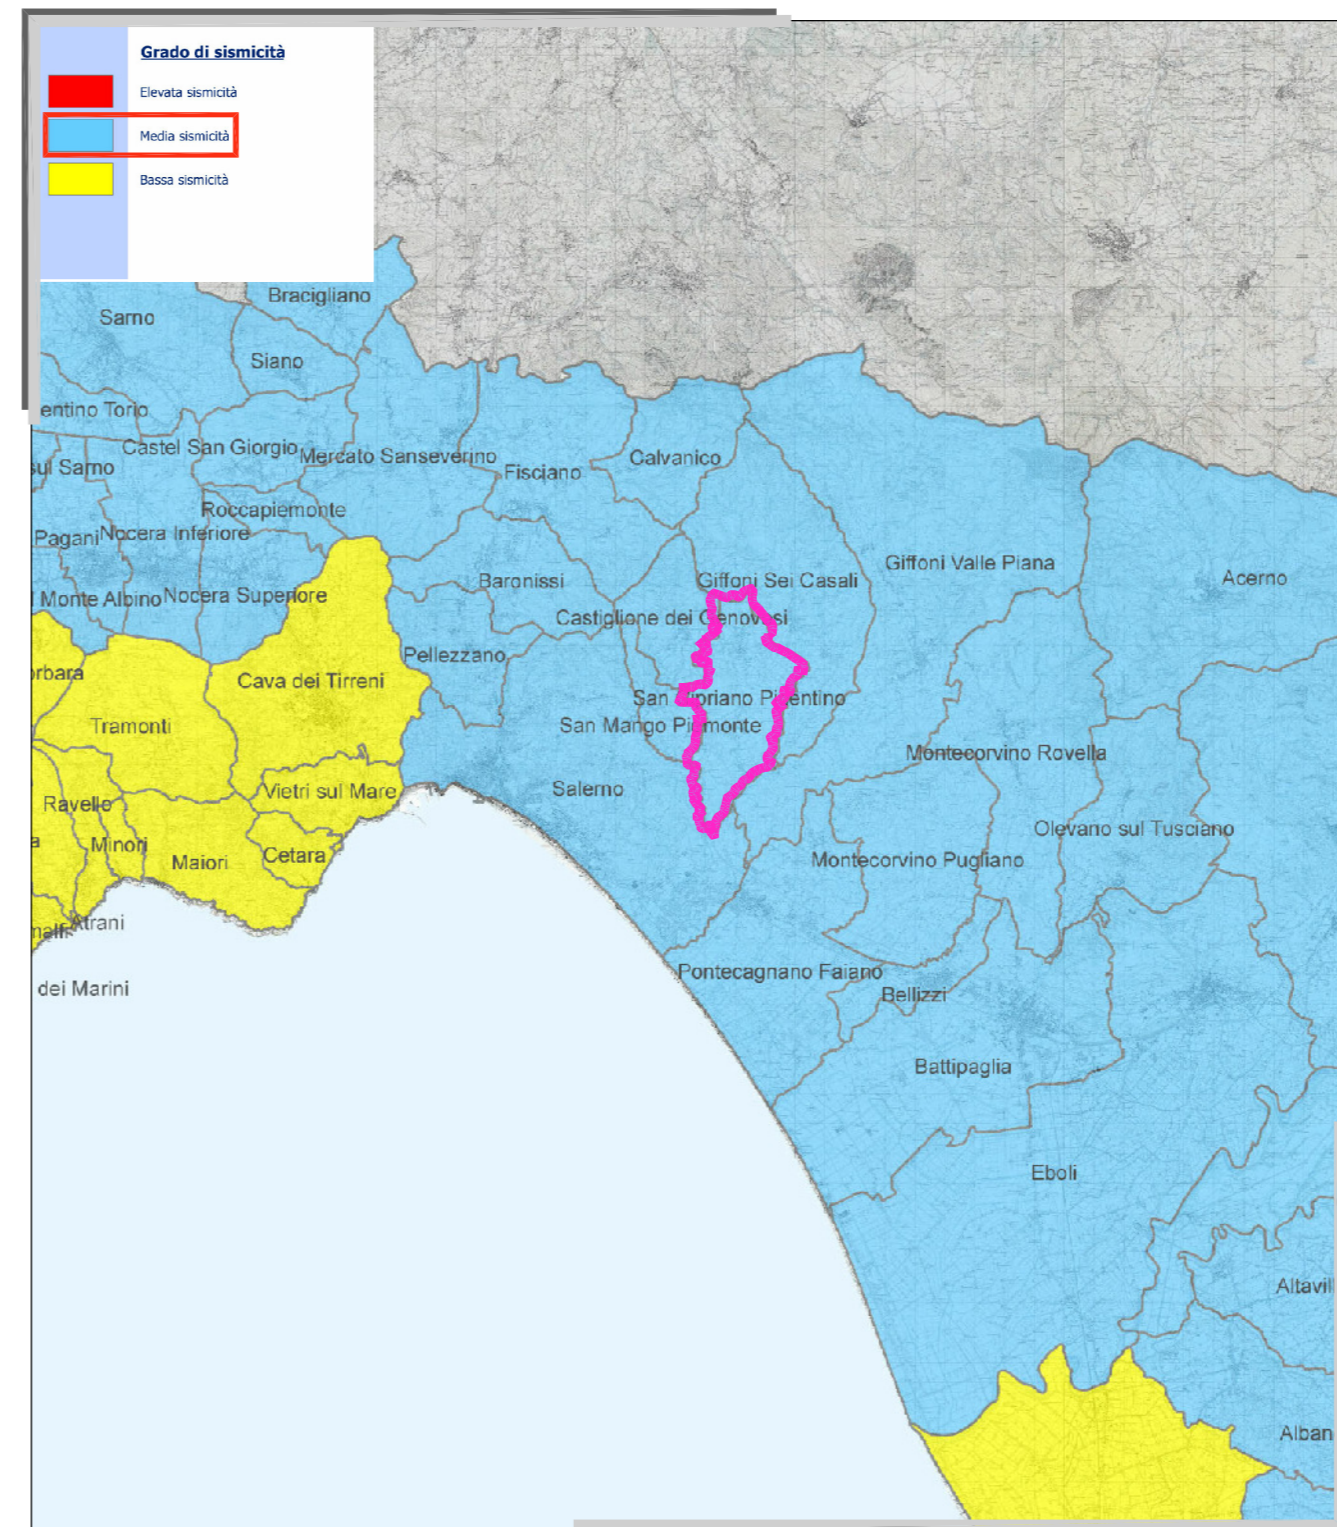 Grado di sismicità
Elevata sismicità
Media sismicità
Bassa sismicità
Bracigliano
Sarno
Siano
entino Torio
Castel San Giorgio
Mercato Sanseverino
Calvanico
sul Sarno
Fisciano
Roccapiemonte
Pagani
Nocera Inferiore
Giffoni Valle Piana
Baronissi
Giffoni Sei Casali
Acerno
l Monte Albino
Nocera Superiore
Castiglione dei Genovesi
Pellezzano
orbara
Cava dei Tirreni
San Cipriano Picentino
Tramonti
San Mango Piemonte
Montecorvino Rovella
Vietri sul Mare
Salerno
Ravello
Olevano sul Tusciano
a
Minori
Maiori
Cetara
Montecorvino Pugliano
Atrani
malfi
Pontecagnano Faiano
dei Marini
Bellizzi
Battipaglia
Eboli
Altavil
Alban